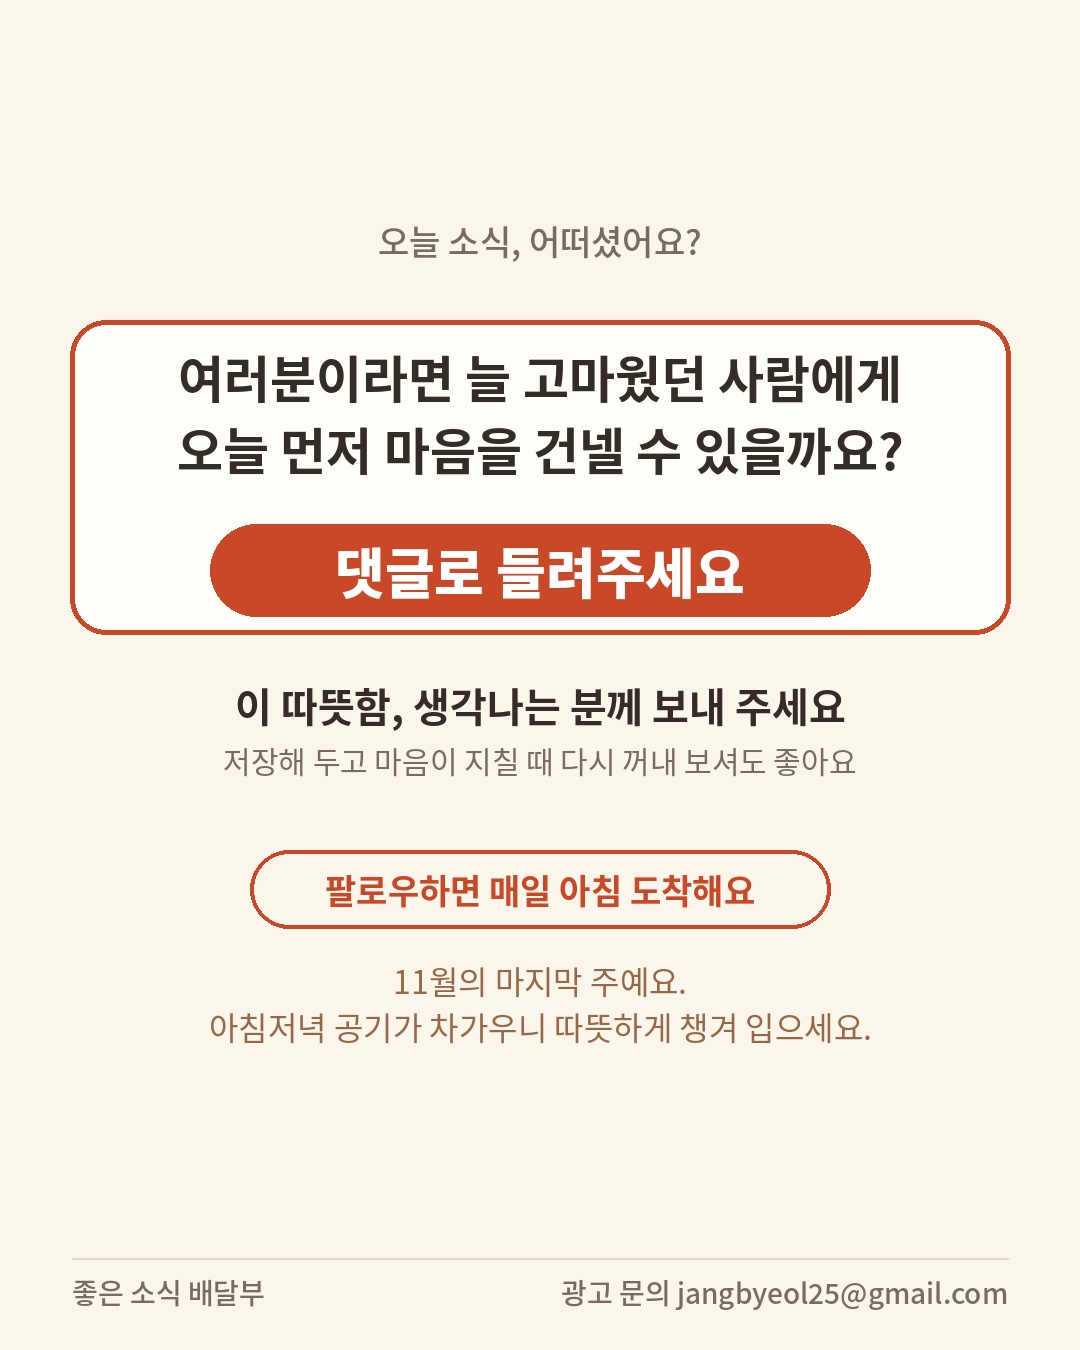 오늘 소식, 어떠셨어요?
여러분이라면 늘 고마웠던 사람에게
오늘 먼저 마음을 건넬 수 있을까요?
댓글로 들려주세요
이 따뜻함, 생각나는 분께 보내 주세요
저장해 두고 마음이 지칠 때 다시 꺼내 보셔도 좋아요
팔로우하면 매일 아침 도착해요
11월의 마지막 주예요.
아침저녁 공기가 차가우니 따뜻하게 챙겨 입으세요.
좋은 소식 배달부
광고 문의 jangbyeol25@gmail.com